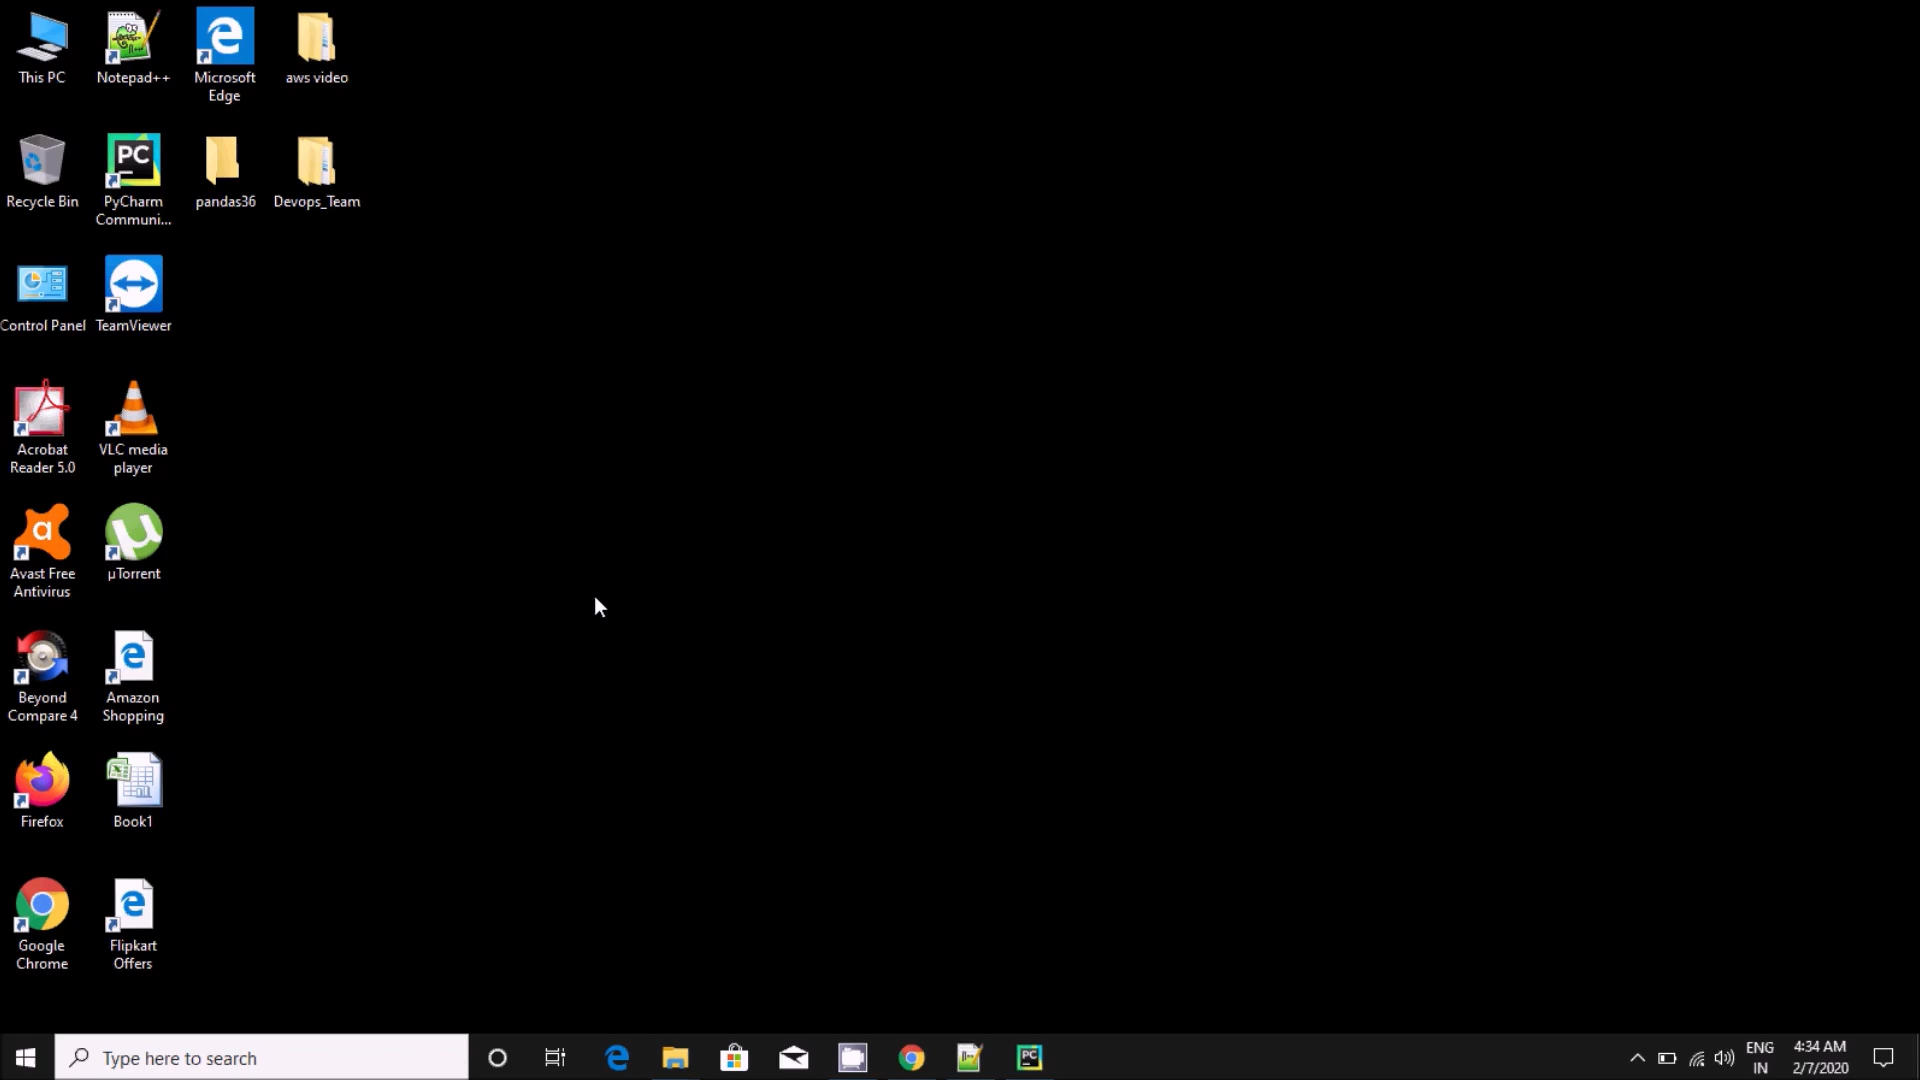 This PC
Notepad++
Microsoft
Edge
aws video
Recycle Bin
PC
PyCharm
Communi...
pandas36
Devops_Team
Control Panel
TeamViewer
Acrobat
Reader 5.0
VLC media
player
Avast Free
Antivirus
µTorrent
Beyond
Compare 4
Amazon
Shopping
Firefox
Book1
Google
Chrome
Flipkart
Offers
Type here to search
PC
ENG
IN
4:34 AM
2/7/2020